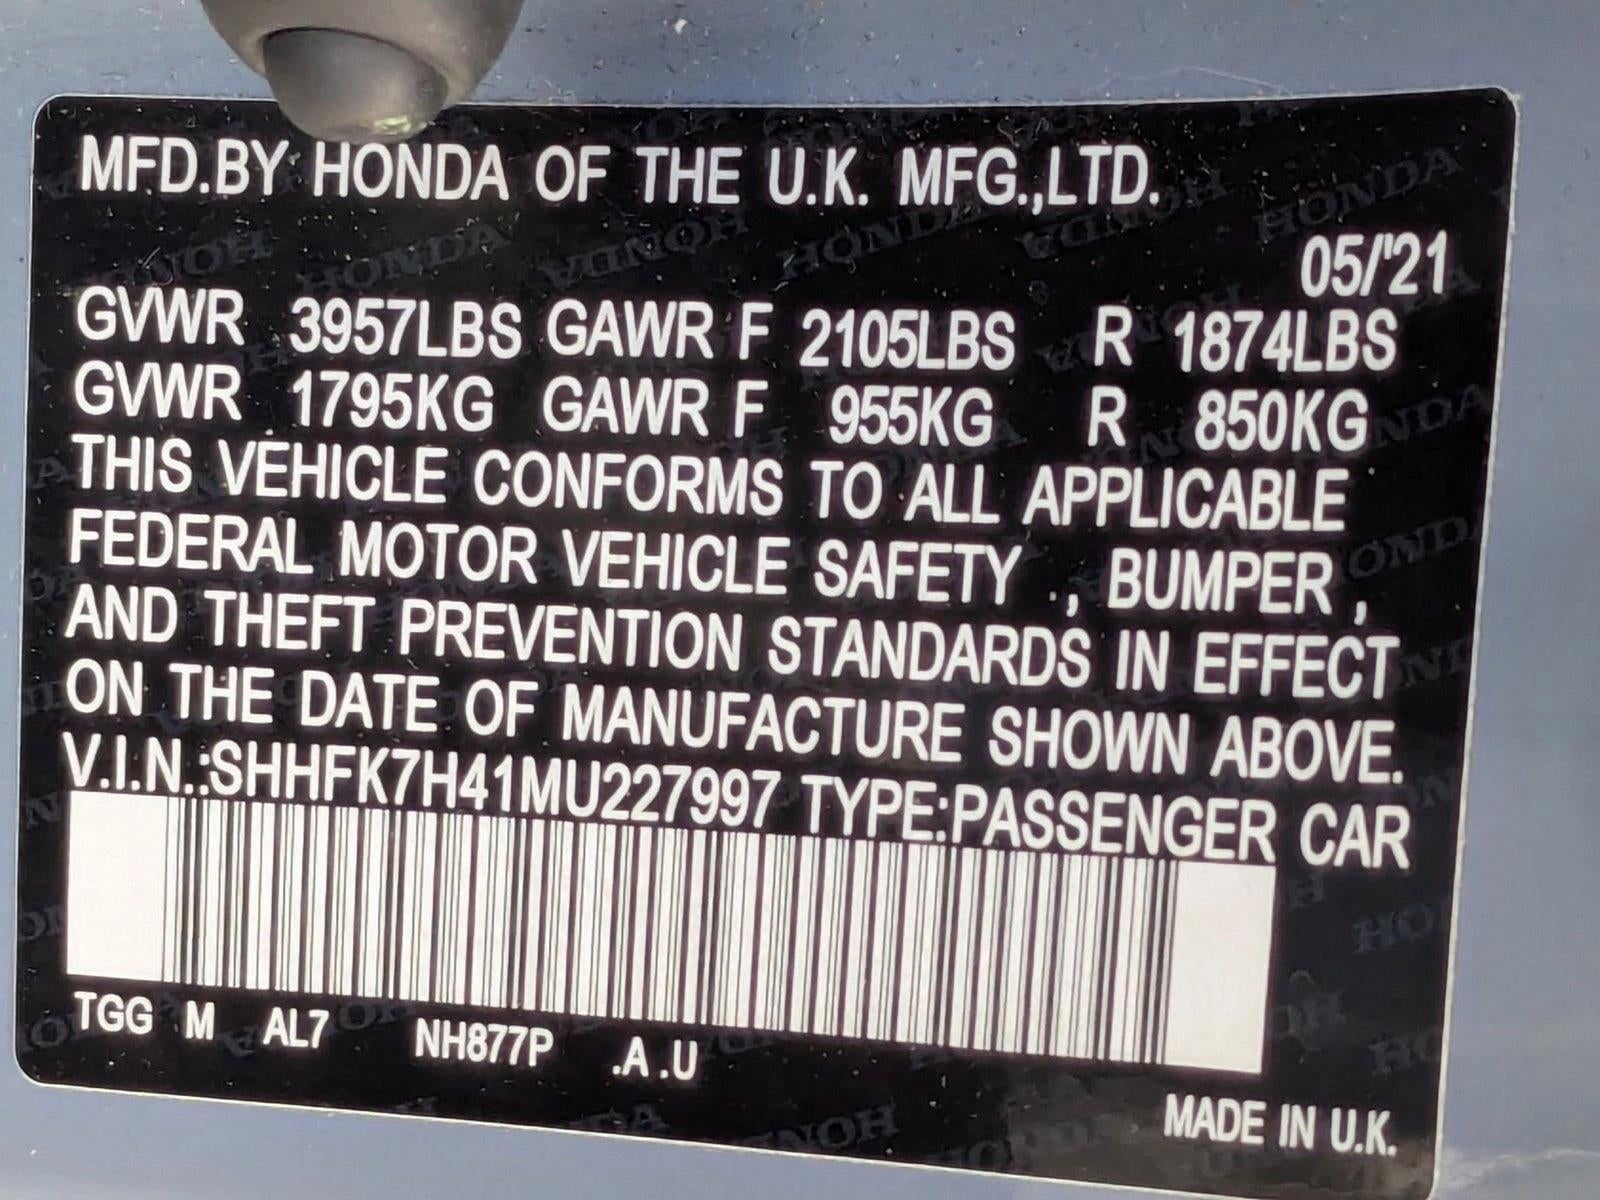 MFD.BY HONDA OF THE U.K. MFG.,LTD.
05/'21
GVWR 3957LBS GAWR F 2105LBS R 1874LBS
GVWR 1795KG GAWR F 955KG R 850KG
THIS VEHICLE CONFORMS TO ALL APPLICABLE
FEDERAL MOTOR VEHICLE SAFETY , BUMPER ,
AND THEFT PREVENTION STANDARDS IN EFFECT
ON THE DATE OF MANUFACTURE SHOWN ABOVE.
V.I.N.:SHHFK7H41MU227997 TYPE:PASSENGER CAR
TGG M AL7 NH877P .A .U
MADE IN U.K.